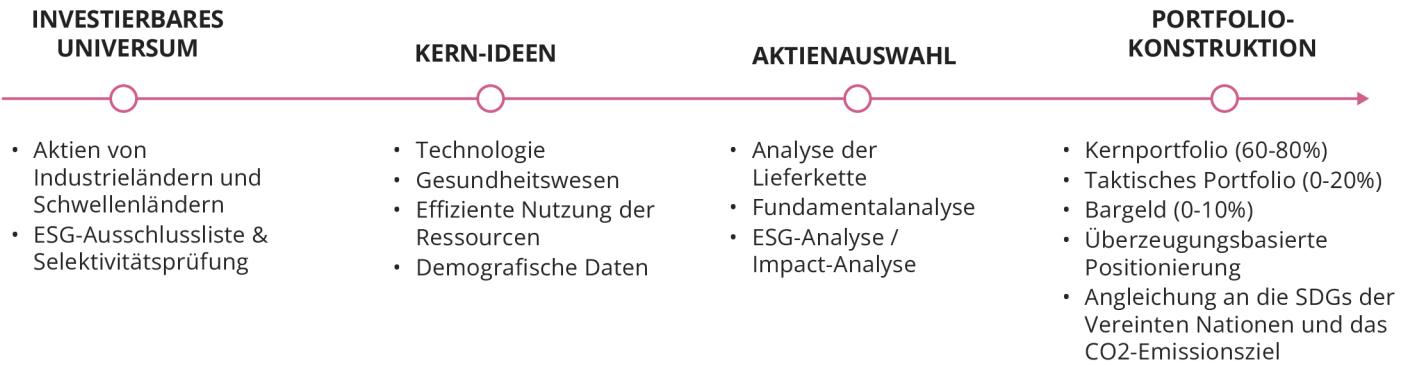 INVESTIERBARES
UNIVERSUM
• Aktien von
Industrieländern und
Schwellenländern
• ESG-Ausschlussliste &
Selektivitätsprüfung
KERN-IDEEN
• Technologie
• Gesundheitswesen
• Effiziente Nutzung der
Ressourcen
• Demografische Daten
AKTIENAUSWAHL
• Analyse der
Lieferkette
• Fundamentalanalyse
• ESG-Analyse /
Impact-Analyse
PORTFOLIO-
KONSTRUKTION
• Kernportfolio (60-80%)
• Taktisches Portfolio (0-20%)
• Bargeld (0-10%)
• Überzeugungsbasierte
Positionierung
• Angleichung an die SDGs der
Vereinten Nationen und das
CO2-Emissionsziel